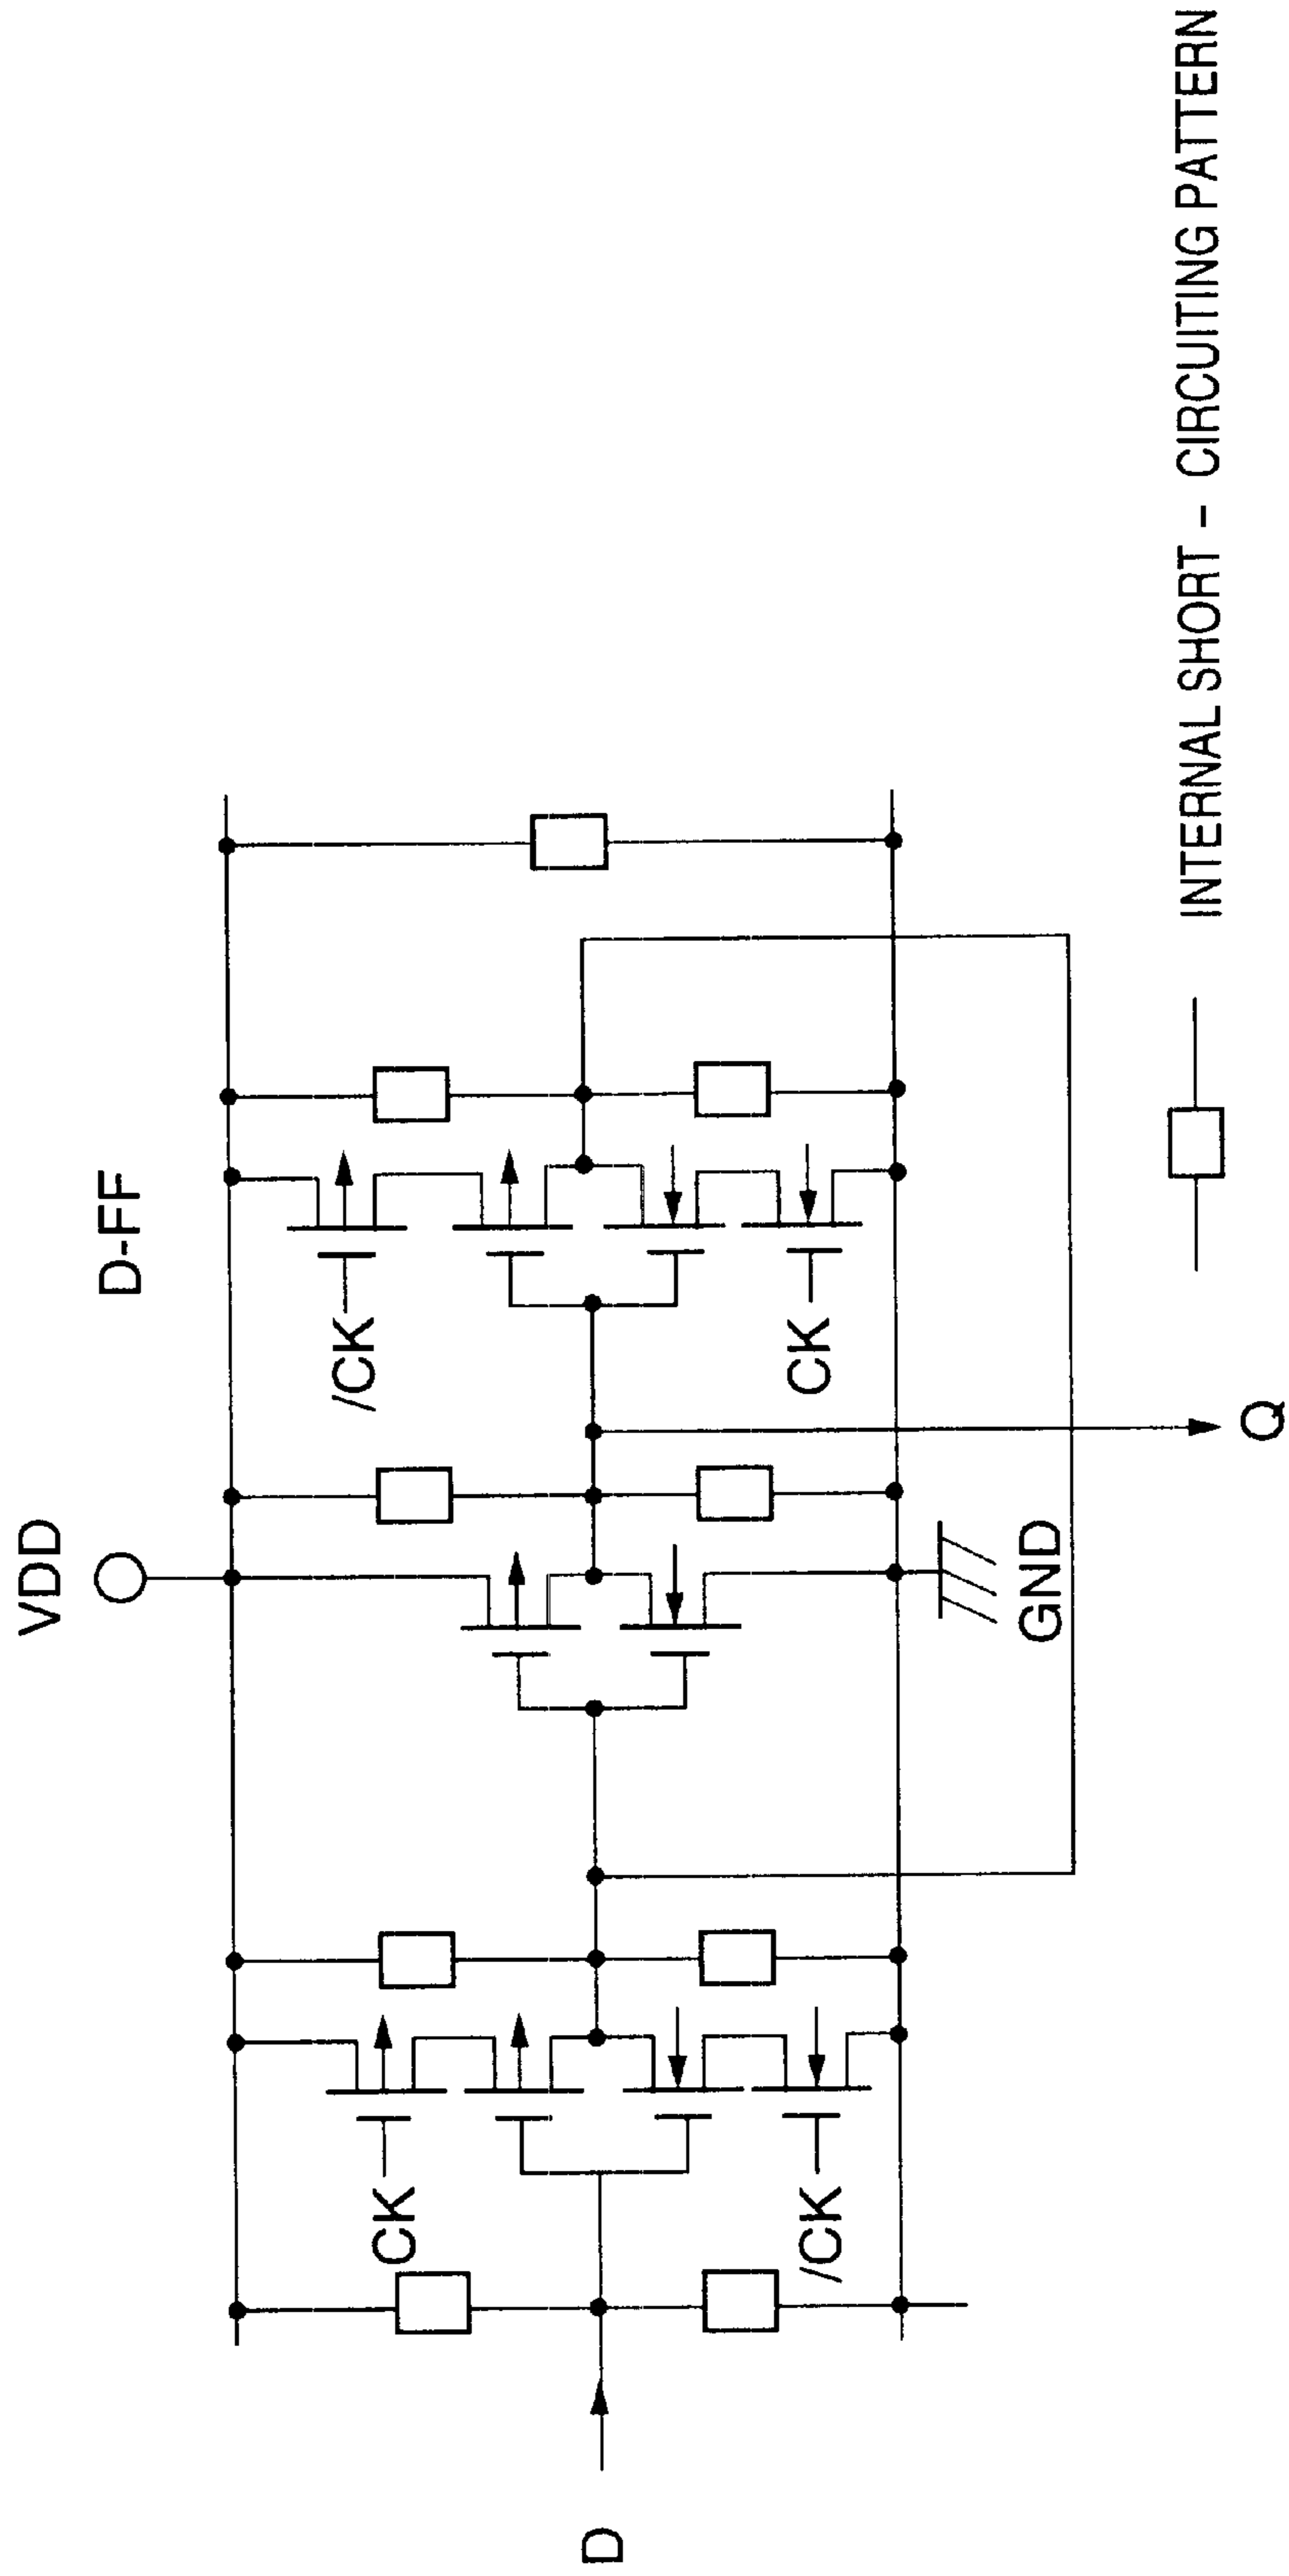 D-FF
VDD
/CK
CK
CK
/CK
D
Q
GND
INTERNAL SHORT - CIRCUITING PATTERN